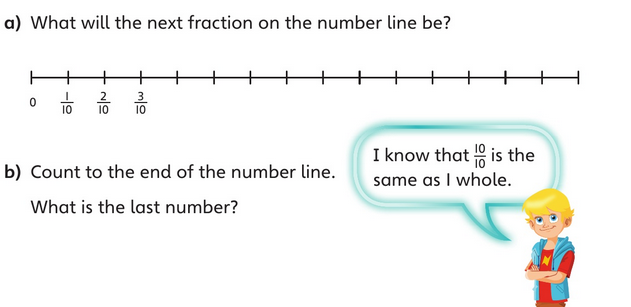 a) What will the next fraction on the number line be?
0 1/10 2/10 3/10
I know that 10/10 is the
same as 1 whole.
b) Count to the end of the number line.
What is the last number?